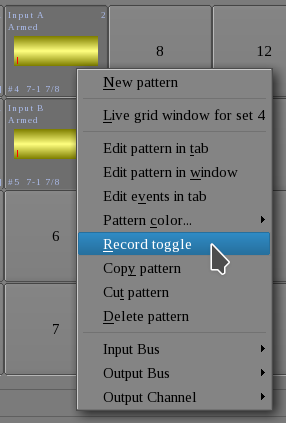 Input A 2
Armed
8
12
#4 7-1 7/8
Input B
Armed
#5 7-1 7/8
6
7
New pattern
Live grid window for set 4
Edit pattern in tab
Edit pattern in window
Edit events in tab
Pattern color...
Record toggle
Copy pattern
Cut pattern
Delete pattern
Input Bus
Output Bus
Output Channel